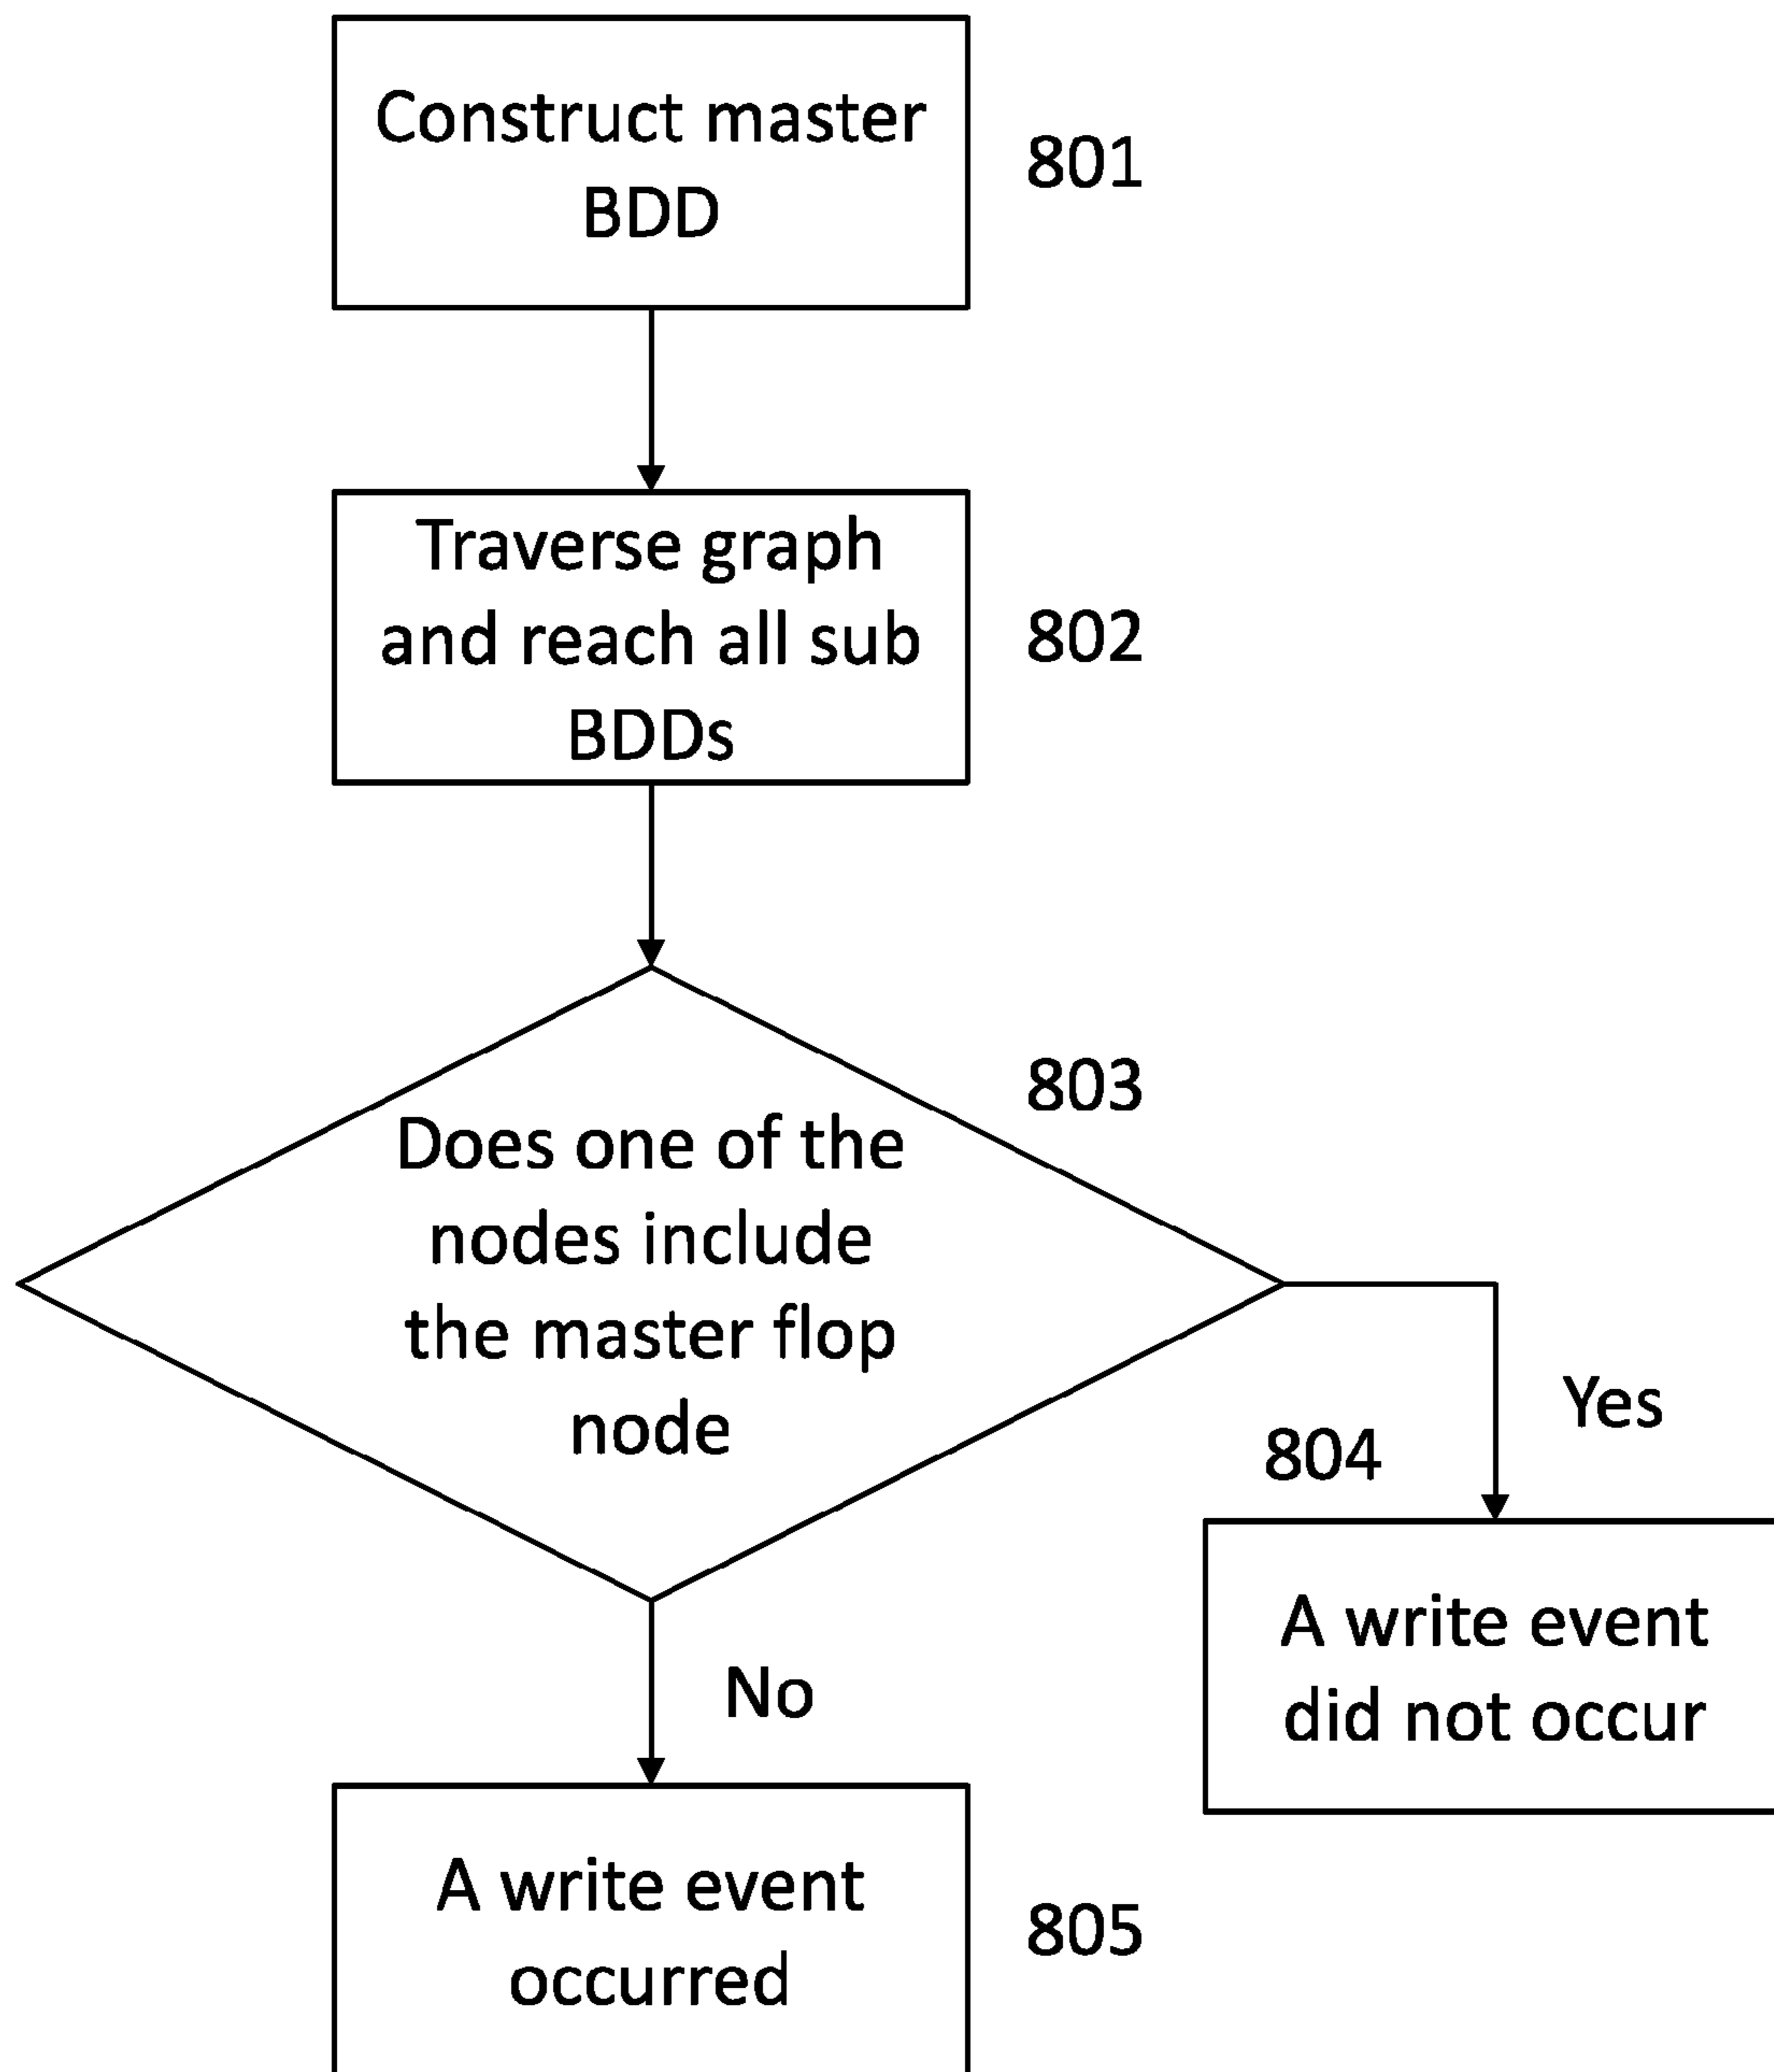 Construct master
BDD
801
Traverse graph
and reach all sub
BDDs
802
803
Does one of the
nodes include
the master flop
node
Yes
804
A write event
did not occur
No
A write event
occurred
805